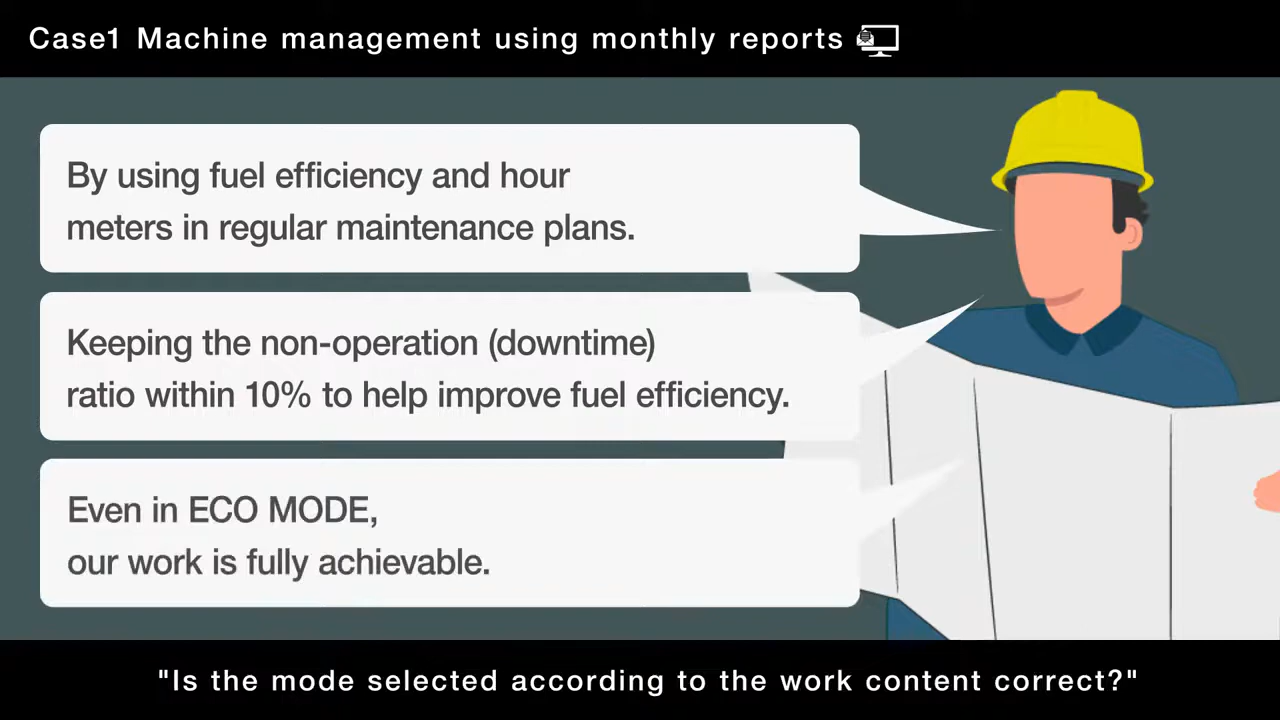 Case1 Machine management using monthly reports
By using fuel efficiency and hour
meters in regular maintenance plans.
Keeping the non-operation (downtime)
ratio within 10% to help improve fuel efficiency.
Even in ECO MODE,
our work is fully achievable.
"Is the mode selected according to the work content correct?"